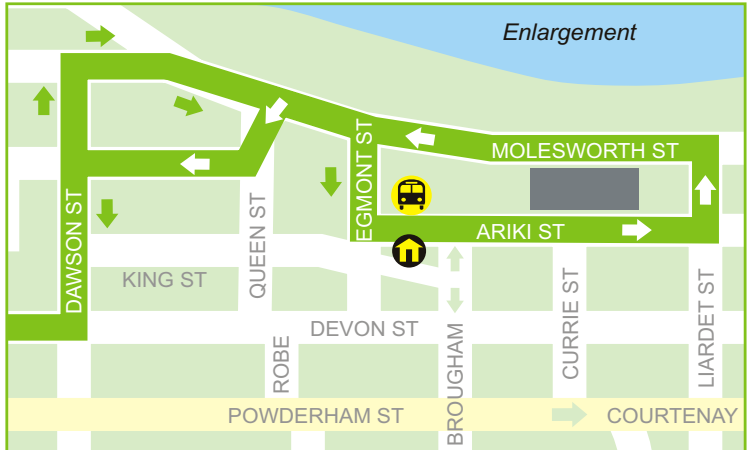 Enlargement
MOLESWORTH ST
EGMONT ST
DAWSON ST
QUEEN ST
ARIKI ST
KING ST
LIARDET ST
CURRIE ST
DEVON ST
ROBE
BROUGHAM
POWDERHAM ST
COURTENAY